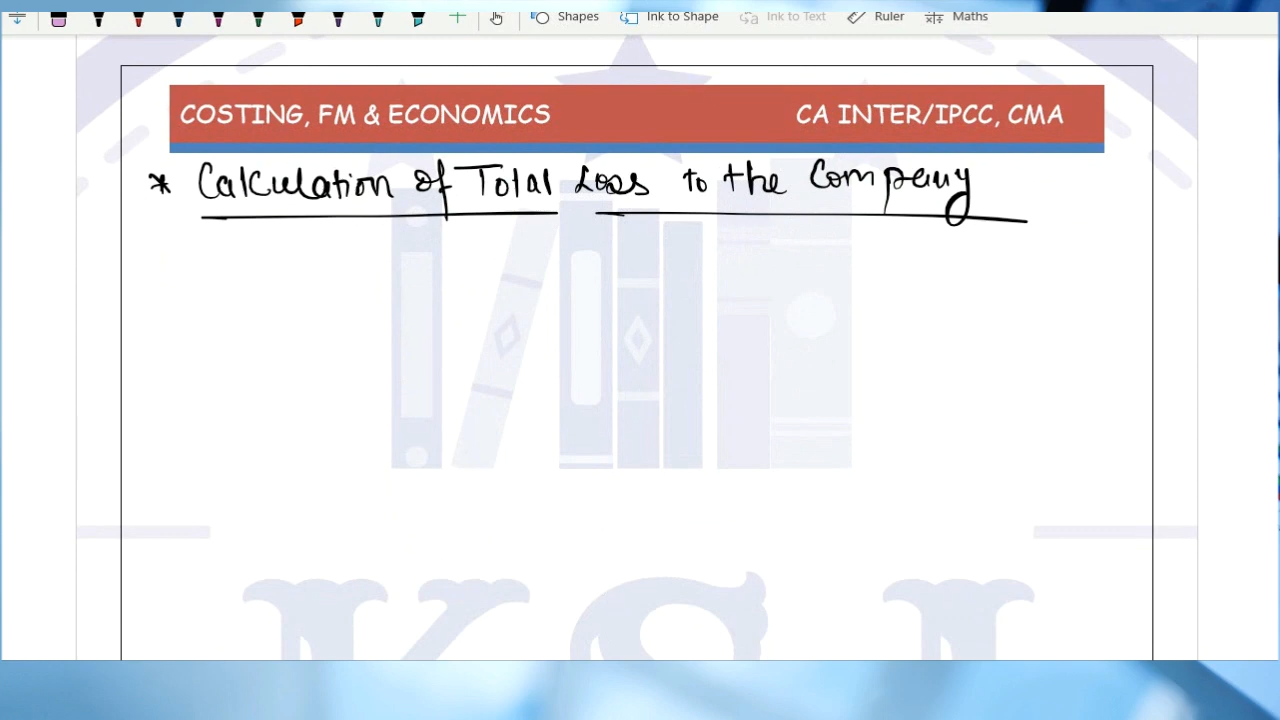 Shapes Ink to Shape Ink to Text Ruler Maths
COSTING, FM & ECONOMICS CA INTER/IPCC, CMA
* Calculation of Total Loss to the Company
KSJ